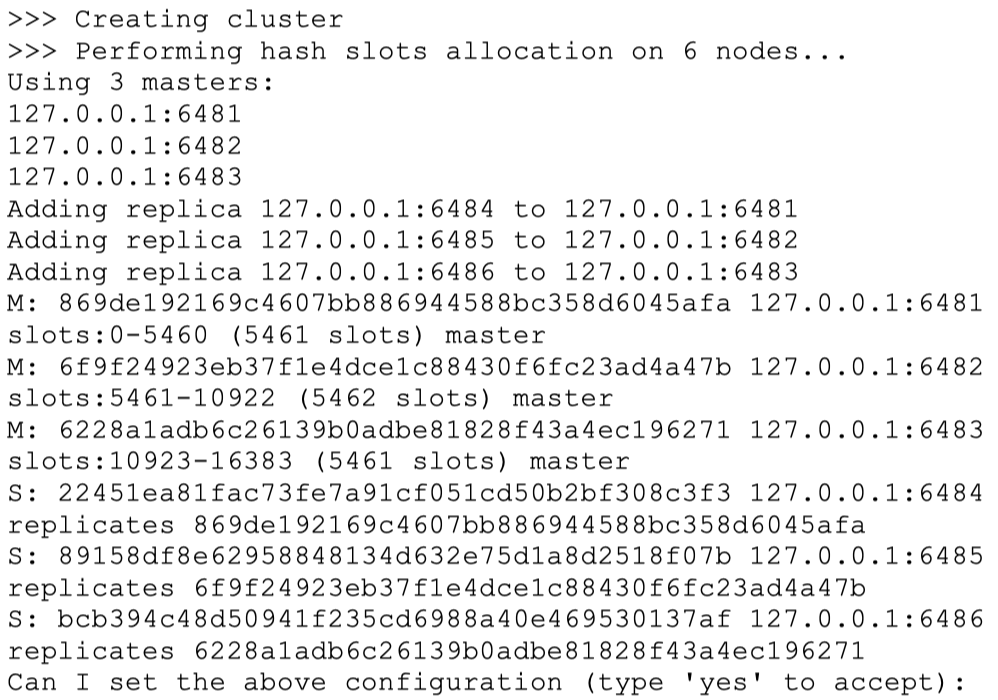 >>> Creating cluster
>>> Performing hash slots allocation on 6 nodes...
Using 3 masters:
127.0.0.1:6481
127.0.0.1:6482
127.0.0.1:6483
Adding replica 127.0.0.1:6484 to 127.0.0.1:6481
Adding replica 127.0.0.1:6485 to 127.0.0.1:6482
Adding replica 127.0.0.1:6486 to 127.0.0.1:6483
M: 869de192169c4607bb886944588bc358d6045afa 127.0.0.1:6481
slots:0-5460 (5461 slots) master
M: 6f9f24923eb37f1e4dce1c88430f6fc23ad4a47b 127.0.0.1:6482
slots:5461-10922 (5462 slots) master
M: 6228a1adb6c26139b0adbe81828f43a4ec196271 127.0.0.1:6483
slots:10923-16383 (5461 slots) master
S: 22451ea81fac73fe7a91cf051cd50b2bf308c3f3 127.0.0.1:6484
replicates 869de192169c4607bb886944588bc358d6045afa
S: 89158df8e62958848134d632e75d1a8d2518f07b 127.0.0.1:6485
replicates 6f9f24923eb37f1e4dce1c88430f6fc23ad4a47b
S: bcb394c48d50941f235cd6988a40e469530137af 127.0.0.1:6486
replicates 6228a1adb6c26139b0adbe81828f43a4ec196271
Can I set the above configuration (type 'yes' to accept):